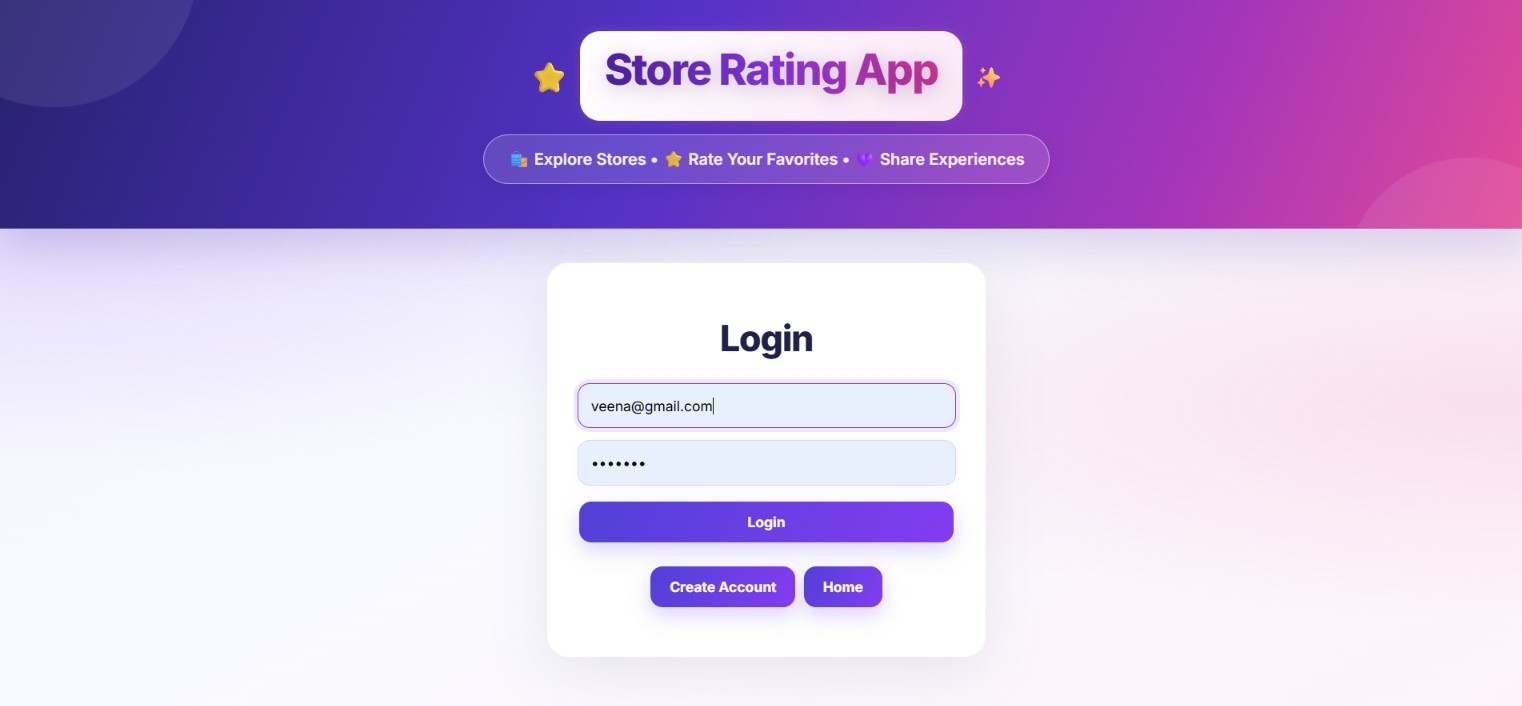 Store Rating App
Explore Stores • Rate Your Favorites • Share Experiences
Login
veena@gmail.com
•••••••
Login
Create Account Home